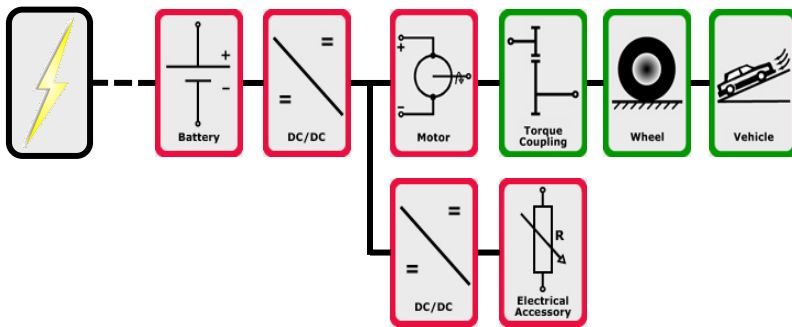 +
−
Battery
=
=
DC/DC
+
−
Motor
Torque
Coupling
Wheel
Vehicle
=
=
DC/DC
R
Electrical
Accessory